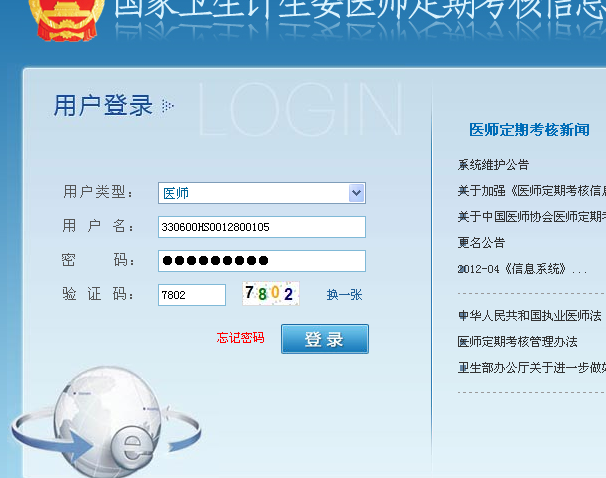 国家卫生计生委医师定期考核信息
用户登录
LOGIN
用户类型： 医师
用 户 名： 330600HS0012800105
密 码： ●●●●●●●●●
验 证 码： 7802 7802 换一张
忘记密码 登 录
医师定期考核新闻
系统维护公告
关于加强《医师定期考核信息
关于中国医师协会医师定期考
更名公告
2012-04《信息系统》...
中华人民共和国执业医师法
医师定期考核管理办法
卫生部办公厅关于进一步做好